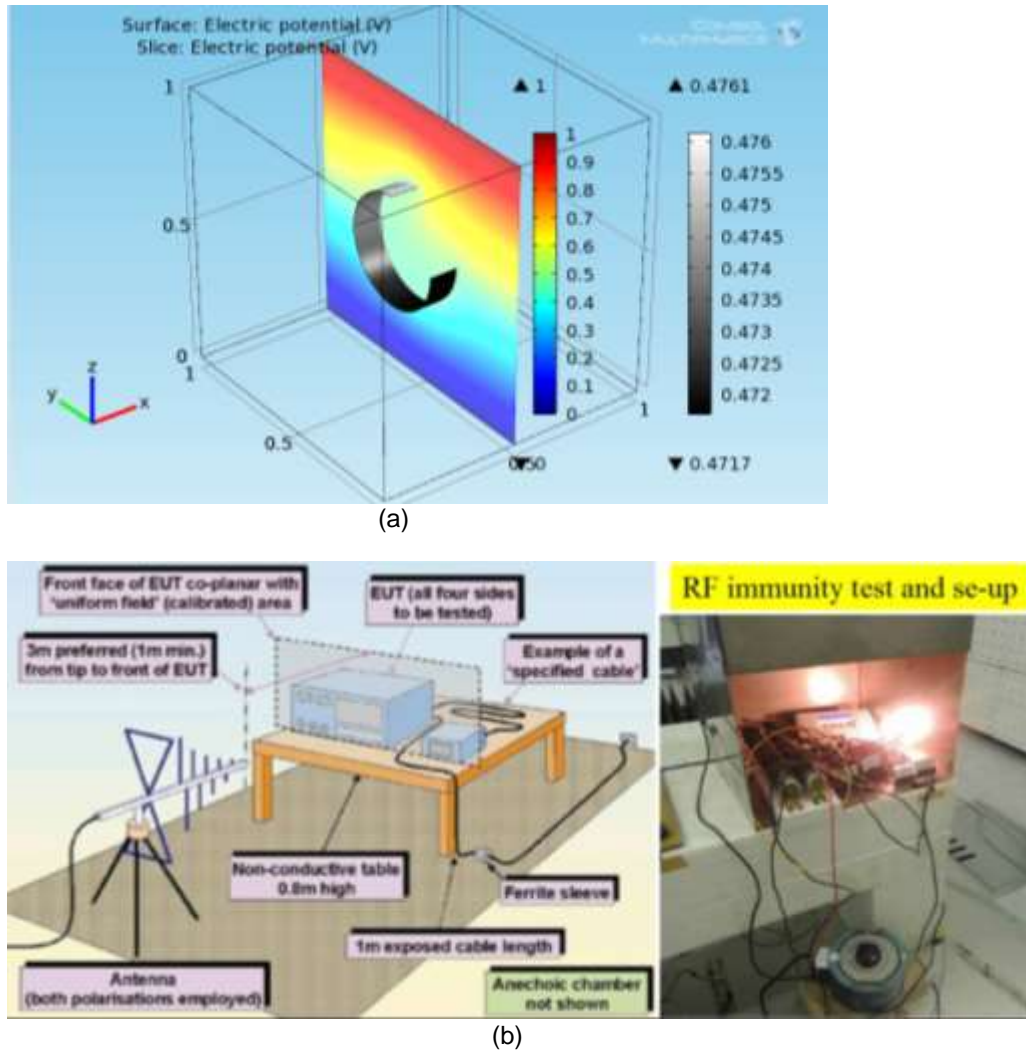 Surface: Electric potential (V)
Slice: Electric potential (V)
COMSOL
MULTIPHYSICS
1
0.5
0
1
0.5
0.50
1
z
y
x
▲ 1
1
0.9
0.8
0.7
0.6
0.5
0.4
0.3
0.2
0.1
0
▼
▲ 0.4761
0.476
0.4755
0.475
0.4745
0.474
0.4735
0.473
0.4725
0.472
▼ 0.4717
(a)
Front face of EUT co-planar with
'uniform field' (calibrated) area
EUT (all four sides
to be tested)
3m preferred (1m min.)
from tip to front of EUT
Example of a
'specified cable'
Non-conductive table
0.8m high
Ferrite sleeve
1m exposed cable length
Antenna
(both polarisations employed)
Anechoic chamber
not shown
RF immunity test and se-up
(b)